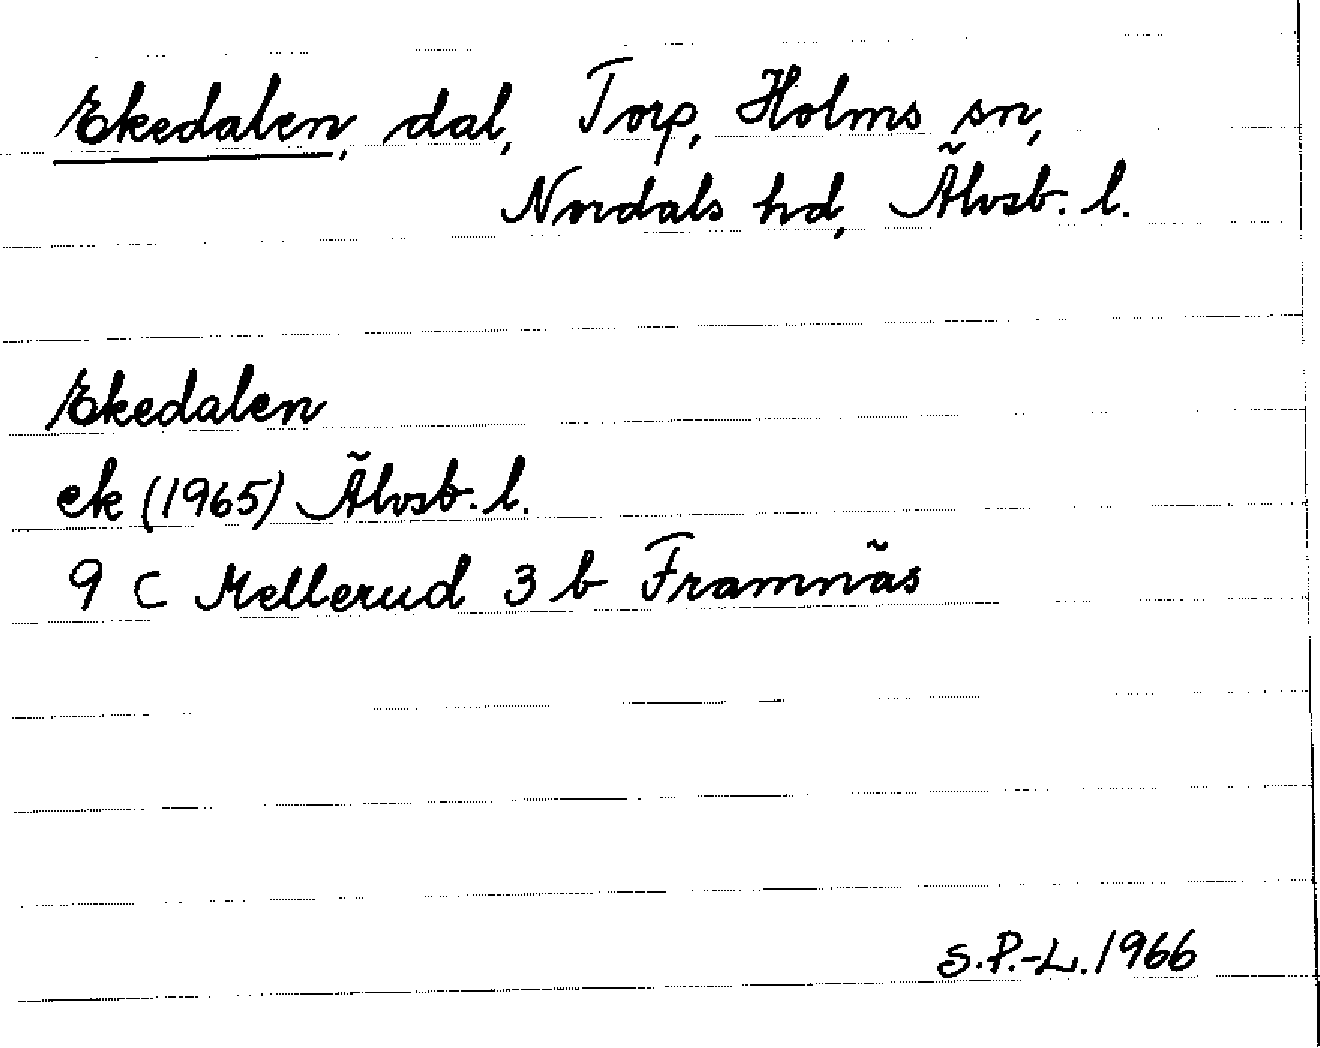 Ekedalen, dal, Torp, Holms sn,
Nordals hd, Älvsb. l.
Ekedalen
ek (1965) Älvsb. l.
9 C Mellerud 3 b Framnäs
S.P.-L. 1966